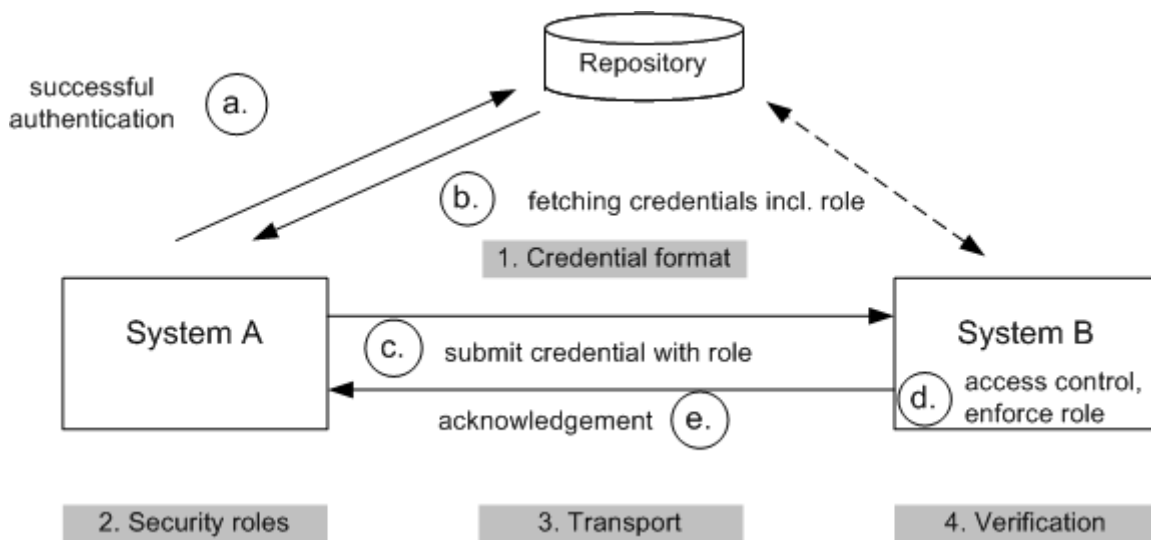 Repository
successful
authentication
a.
b.
fetching credentials incl. role
1. Credential format
System A
System B
c.
submit credential with role
d.
access control,
enforce role
acknowledgement
e.
2. Security roles
3. Transport
4. Verification